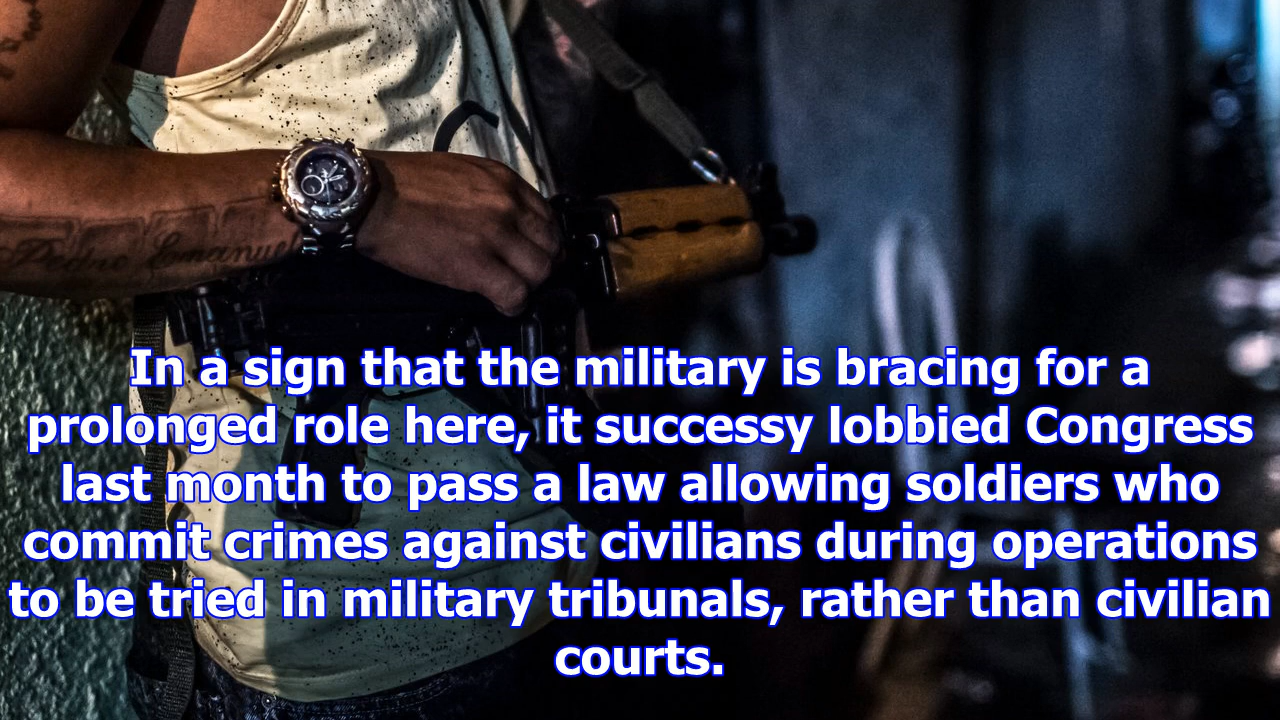 Pedro Emanuel
In a sign that the military is bracing for a
prolonged role here, it successy lobbied Congress
last month to pass a law allowing soldiers who
commit crimes against civilians during operations
to be tried in military tribunals, rather than civilian
courts.